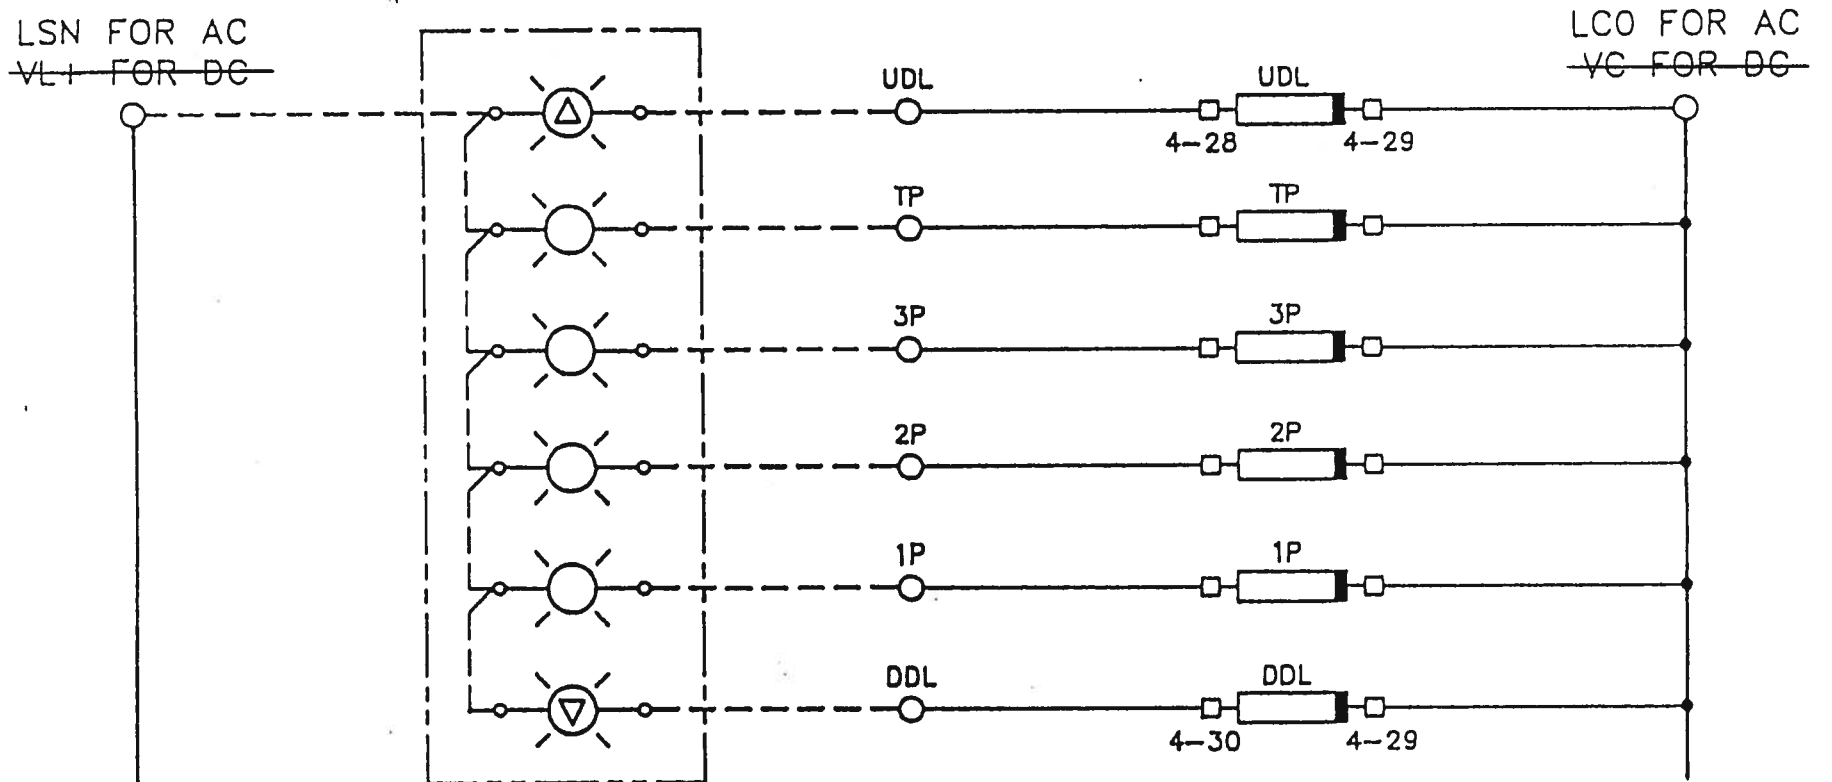 LSN FOR AC
VL+ FOR DC
LCO FOR AC
VC FOR DC
UDL
UDL
4-28
4-29
TP
TP
3P
3P
2P
2P
1P
1P
DDL
DDL
4-30
4-29